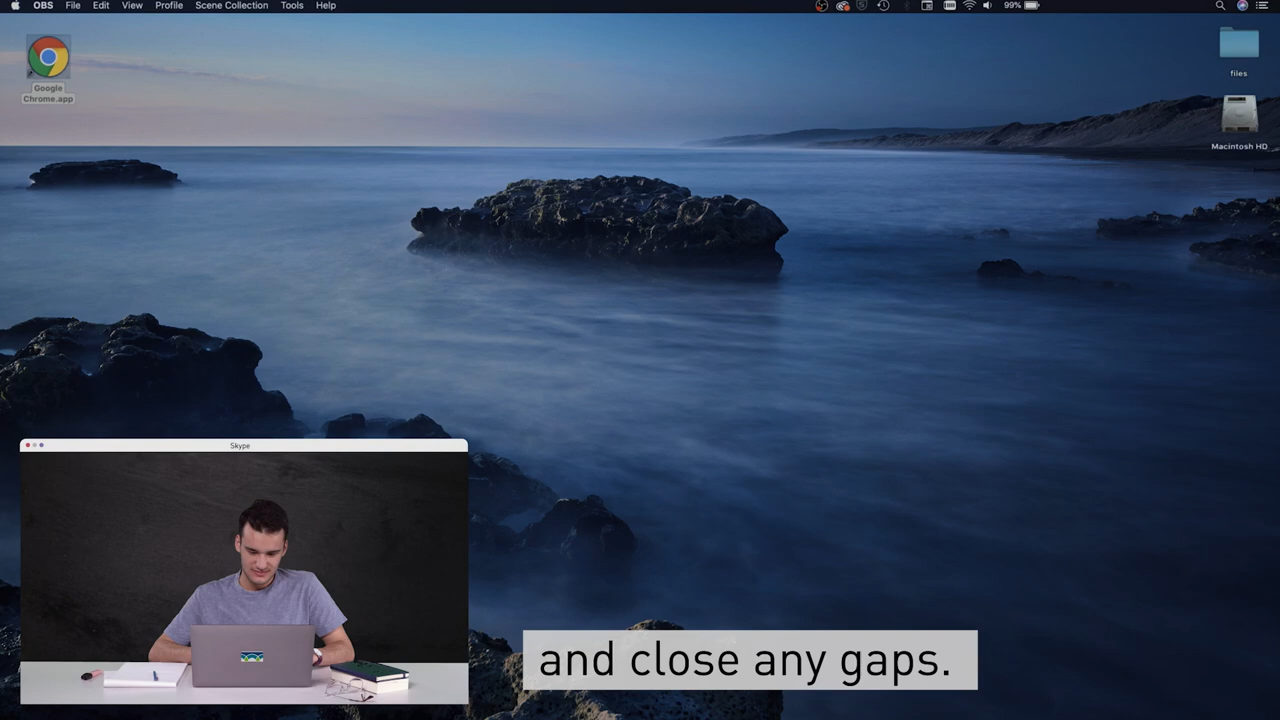 OBS File Edit View Profile Scene Collection Tools Help 99%
Google
Chrome.app
files
Macintosh HD
Skype
and close any gaps.